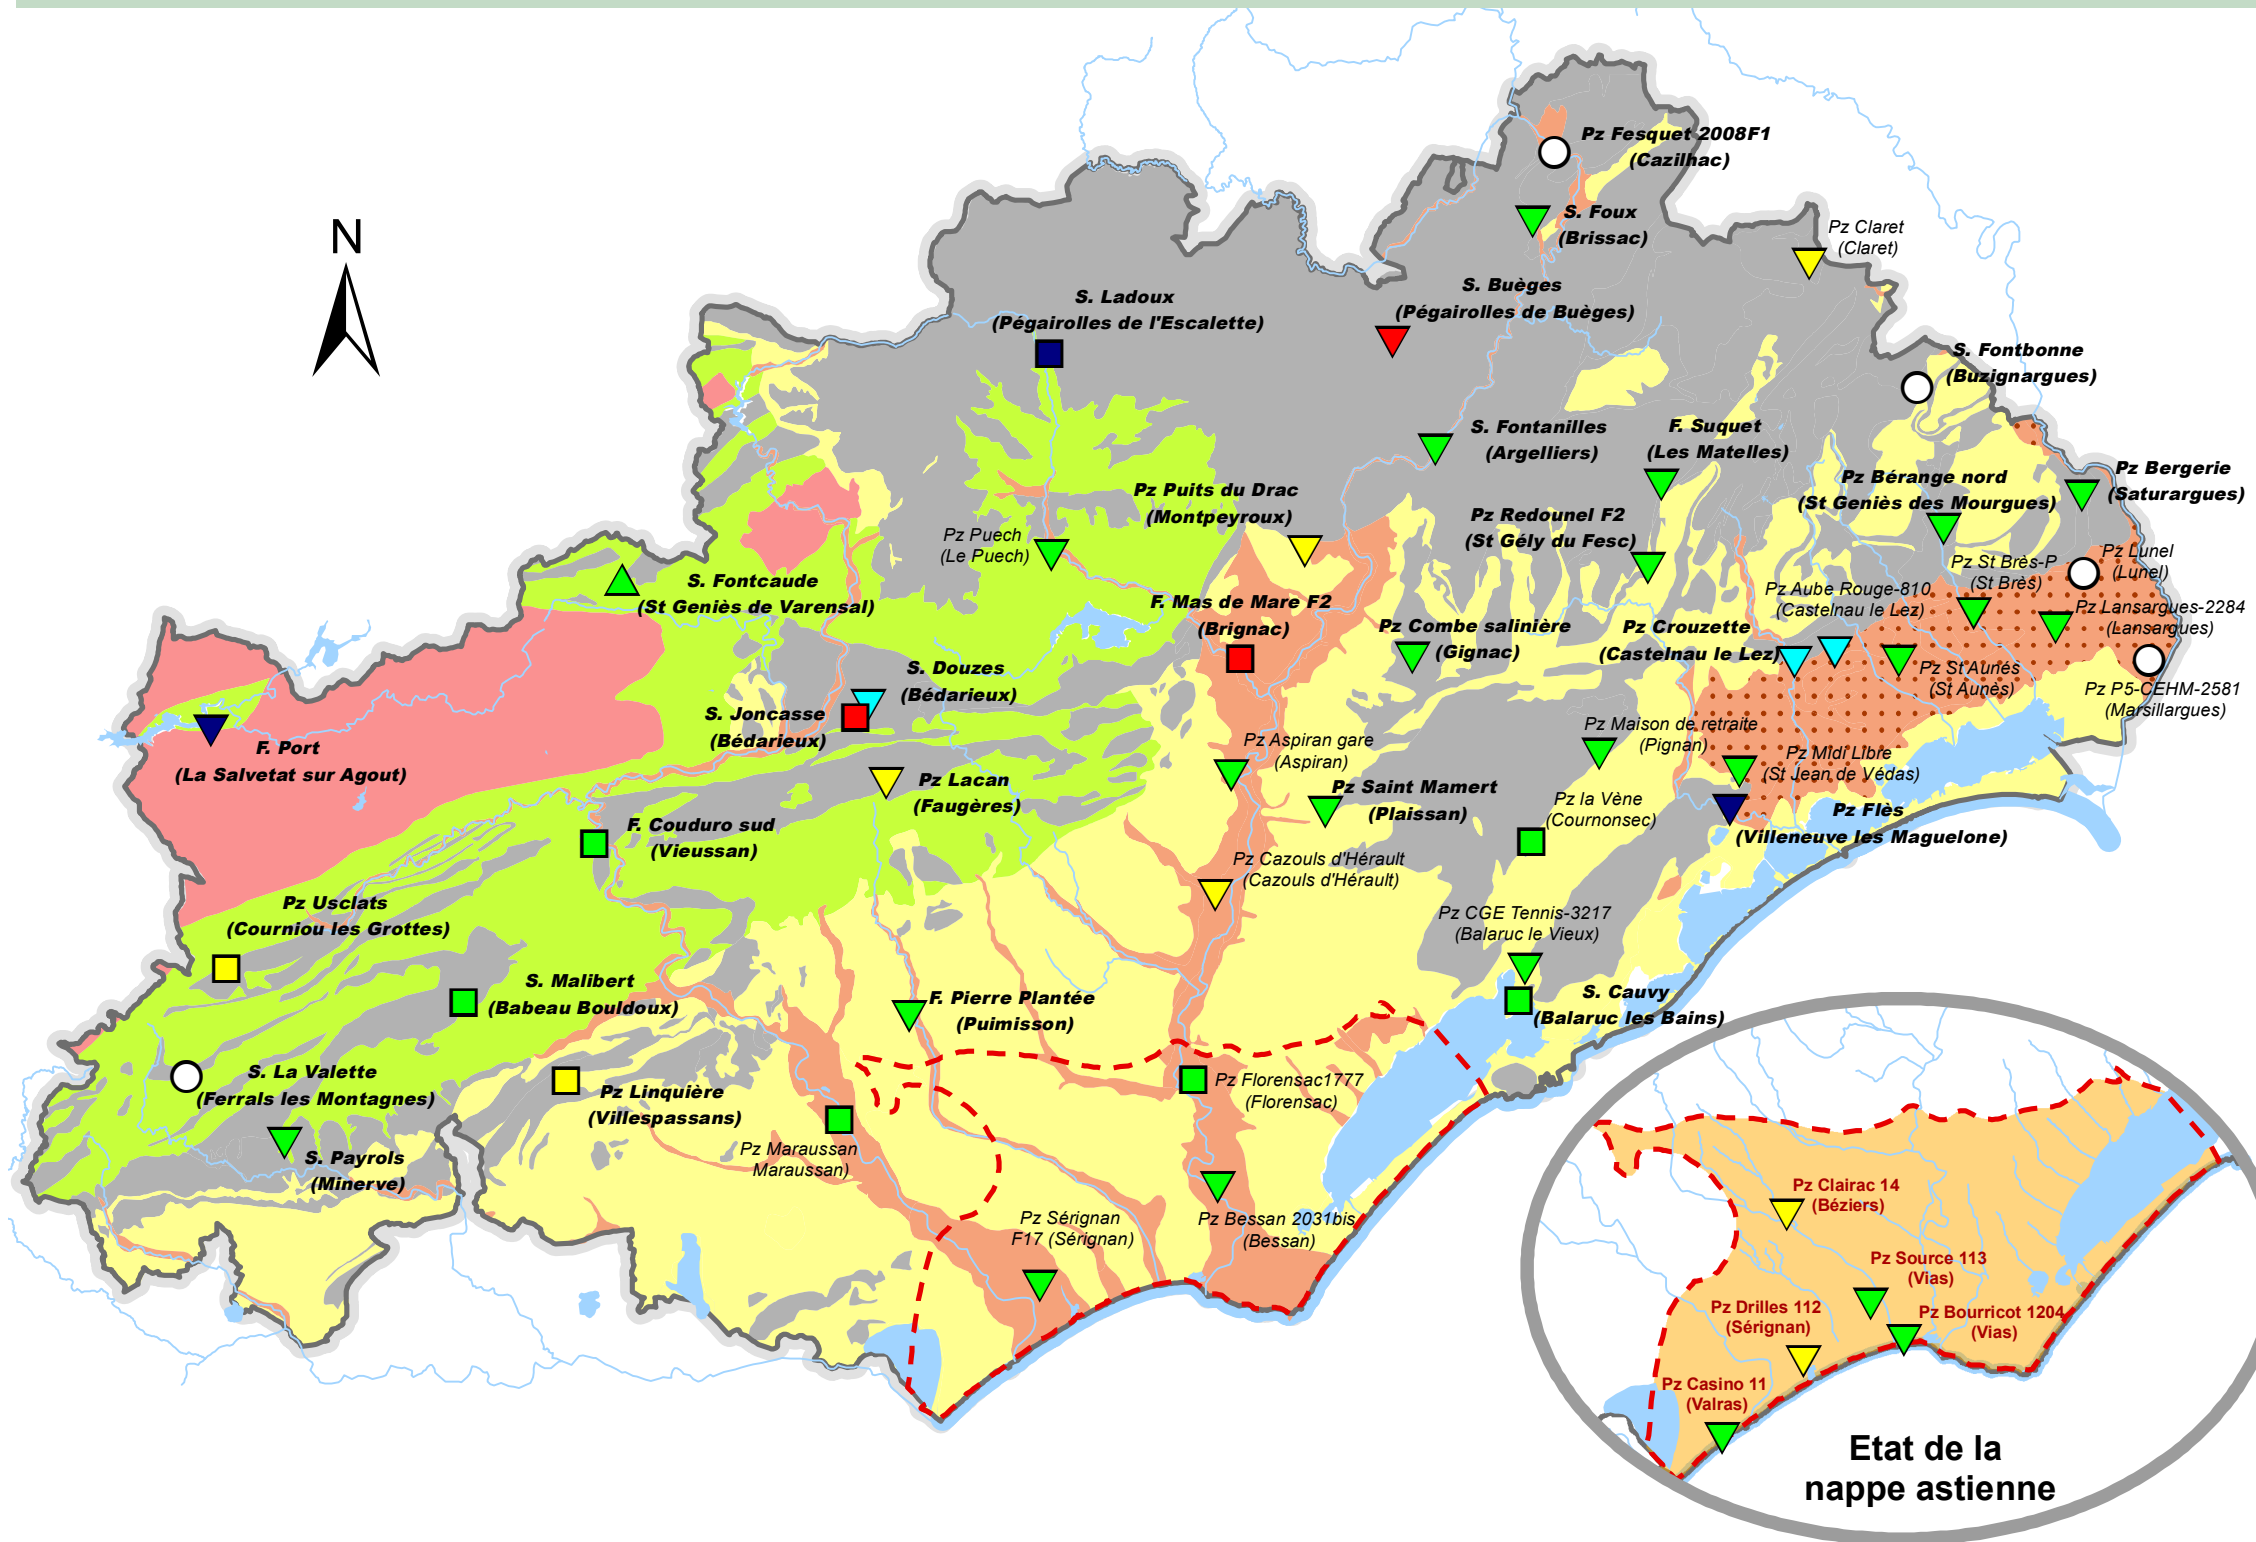 Pz Fesquet 2008F1
(Cazilhac)
S. Foux
(Brissac)
Pz Claret
(Claret)
N
S. Ladoux
(Pégairolles de l'Escalette)
S. Buèges
(Pégairolles de Buèges)
S. Fontbonne
(Buzignargues)
S. Fontanilles
(Argelliers)
F. Suquet
(Les Matelles)
Pz Bérange nord
(St Geniès des Mourgues)
Pz Bergerie
(Saturargues)
Pz Puits du Drac
(Montpeyroux)
Pz Redounel F2
(St Gély du Fesc)
Pz Puech
(Le Puech)
Pz St Brès-P
(St Brès)
Pz Lunel
(Lunel)
S. Fontcaude
(St Geniès de Varensal)
Pz Aube Rouge-810
(Castelnau le Lez)
Pz Lansargues-2284
(Lansargues)
F. Mas de Mare F2
(Brignac)
Pz Combe salinière
(Gignac)
Pz Crouzette
(Castelnau le Lez)
S. Douzes
(Bédarieux)
Pz St Aunés
(St Aunès)
Pz P5-CEHM-2581
(Marsillargues)
S. Joncasse
(Bédarieux)
F. Port
(La Salvetat sur Agout)
Pz Aspiran gare
(Aspiran)
Pz Maison de retraite
(Pignan)
Pz Midi Libre
(St Jean de Védas)
Pz Lacan
(Faugères)
Pz Saint Mamert
(Plaissan)
Pz la Vène
(Cournonsec)
Pz Flès
(Villeneuve les Maguelone)
F. Couduro sud
(Vieussan)
Pz Cazouls d'Hérault
(Cazouls d'Hérault)
Pz Usclats
(Courniou les Grottes)
Pz CGE Tennis-3217
(Balaruc le Vieux)
S. Malibert
(Babeau Bouldoux)
F. Pierre Plantée
(Puimisson)
S. Cauvy
(Balaruc les Bains)
S. La Valette
(Ferrals les Montagnes)
Pz Linquière
(Villespassans)
Pz Florensac1777
(Florensac)
Pz Maraussan
Maraussan)
S. Payrols
(Minerve)
Pz Sérignan
F17 (Sérignan)
Pz Bessan 2031bis
(Bessan)
Pz Clairac 14
(Béziers)
Pz Source 113
(Vias)
Pz Drilles 112
(Sérignan)
Pz Bourricot 1204
(Vias)
Pz Casino 11
(Valras)
Etat de la
nappe astienne